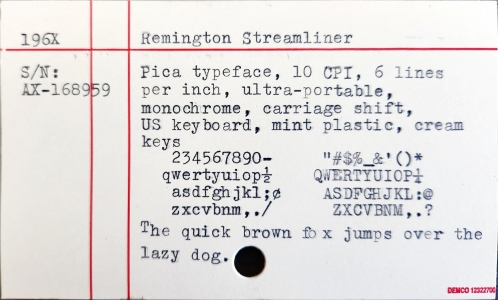 196X Remington Streamliner
S/N: Pica typeface, 10 CPI, 6 lines
AX-168959 per inch, ultra-portable,
monochrome, carriage shift,
US keyboard, mint plastic, cream
keys
234567890- "#$%_&'()*
qwertyuiop½ QWERTYUIOP¼
asdfghjkl;¢ ASDFGHJKL:@
zxcvbnm,./ ZXCVBNM,.?
The quick brown fox jumps over the
lazy dog.
DEMCO 12322700